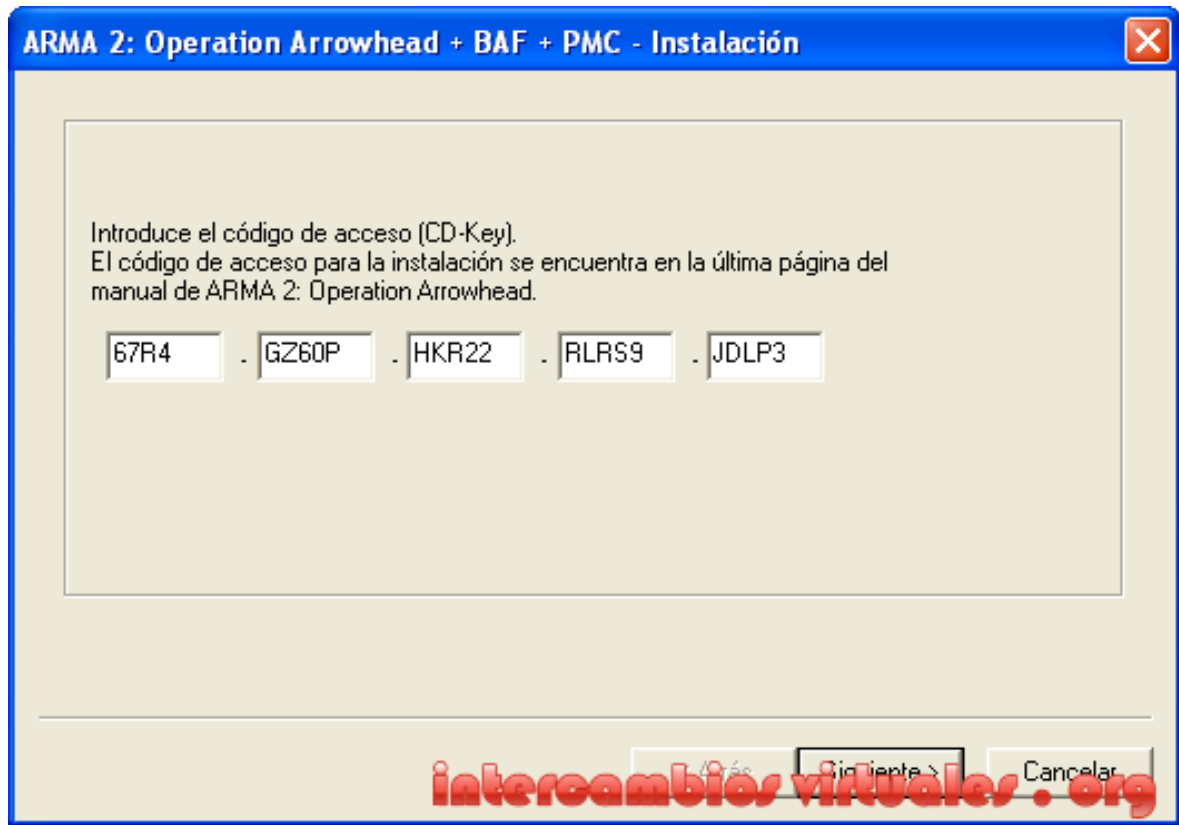 ARMA 2: Operation Arrowhead + BAF + PMC - Instalación
Introduce el código de acceso (CD-Key).
El código de acceso para la instalación se encuentra en la última página del
manual de ARMA 2: Operation Arrowhead.
67R4 . GZ60P . HKR22 . RLRS9 . JDLP3
< Atrás Siguiente > Cancelar
intercambios virtuales . org